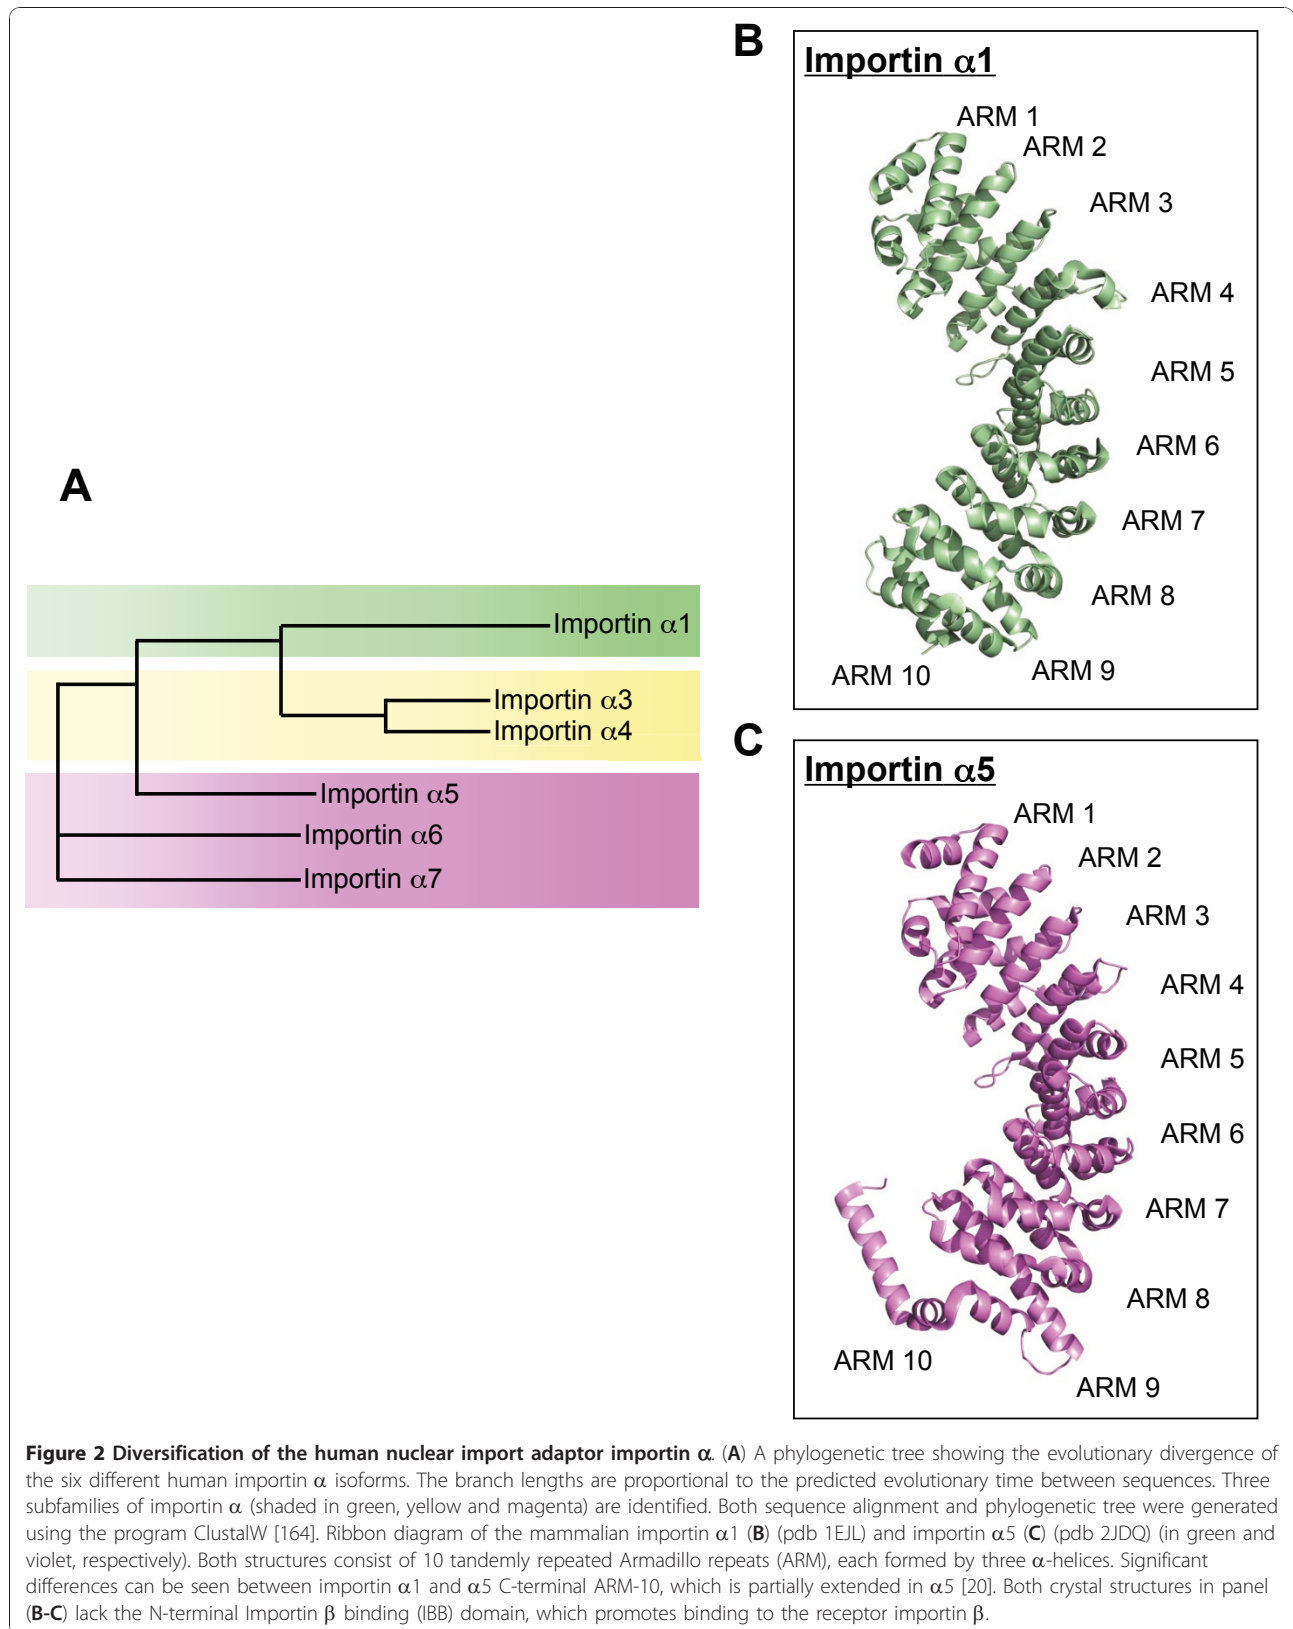 A
Importin α1
Importin α3
Importin α4
Importin α5
Importin α6
Importin α7
B
Importin α1
ARM 1
ARM 2
ARM 3
ARM 4
ARM 5
ARM 6
ARM 7
ARM 8
ARM 9
ARM 10
C
Importin α5
ARM 1
ARM 2
ARM 3
ARM 4
ARM 5
ARM 6
ARM 7
ARM 8
ARM 10
ARM 9
Figure 2 Diversification of the human nuclear import adaptor importin α. (A) A phylogenetic tree showing the evolutionary divergence of
the six different human importin α isoforms. The branch lengths are proportional to the predicted evolutionary time between sequences. Three
subfamilies of importin α (shaded in green, yellow and magenta) are identified. Both sequence alignment and phylogenetic tree were generated
using the program ClustalW [164]. Ribbon diagram of the mammalian importin α1 (B) (pdb 1EJL) and importin α5 (C) (pdb 2JDQ) (in green and
violet, respectively). Both structures consist of 10 tandemly repeated Armadillo repeats (ARM), each formed by three α-helices. Significant
differences can be seen between importin α1 and α5 C-terminal ARM-10, which is partially extended in α5 [20]. Both crystal structures in panel
(B-C) lack the N-terminal Importin β binding (IBB) domain, which promotes binding to the receptor importin β.